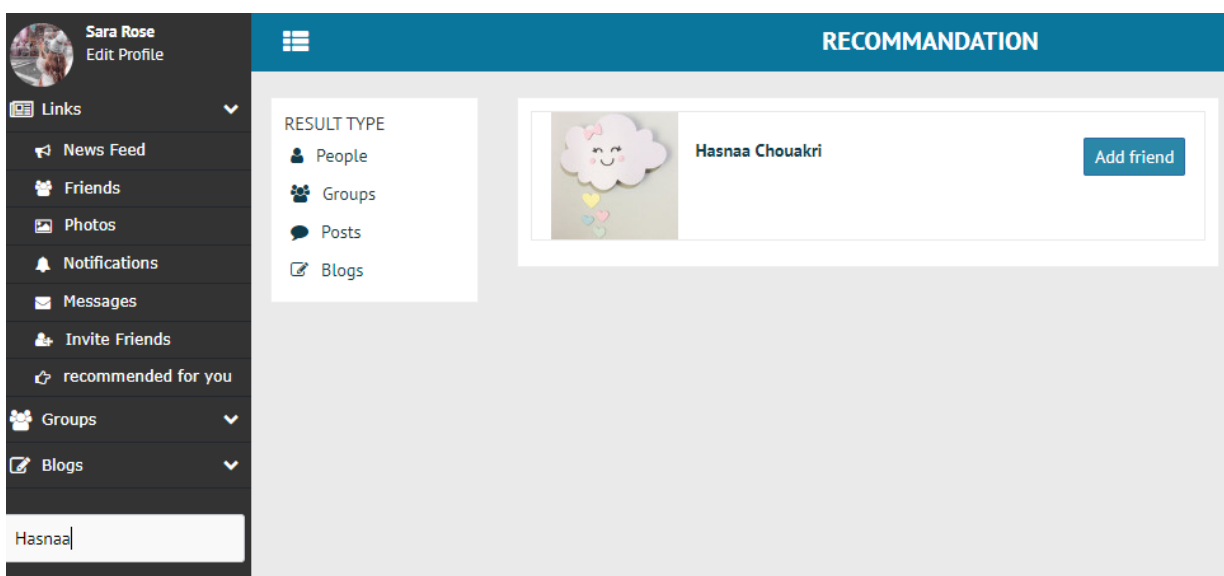 Sara Rose
Edit Profile
Links
News Feed
Friends
Photos
Notifications
Messages
Invite Friends
recommended for you
Groups
Blogs
Hasnaa
RECOMMANDATION
RESULT TYPE
People
Groups
Posts
Blogs
Hasnaa Chouakri
Add friend